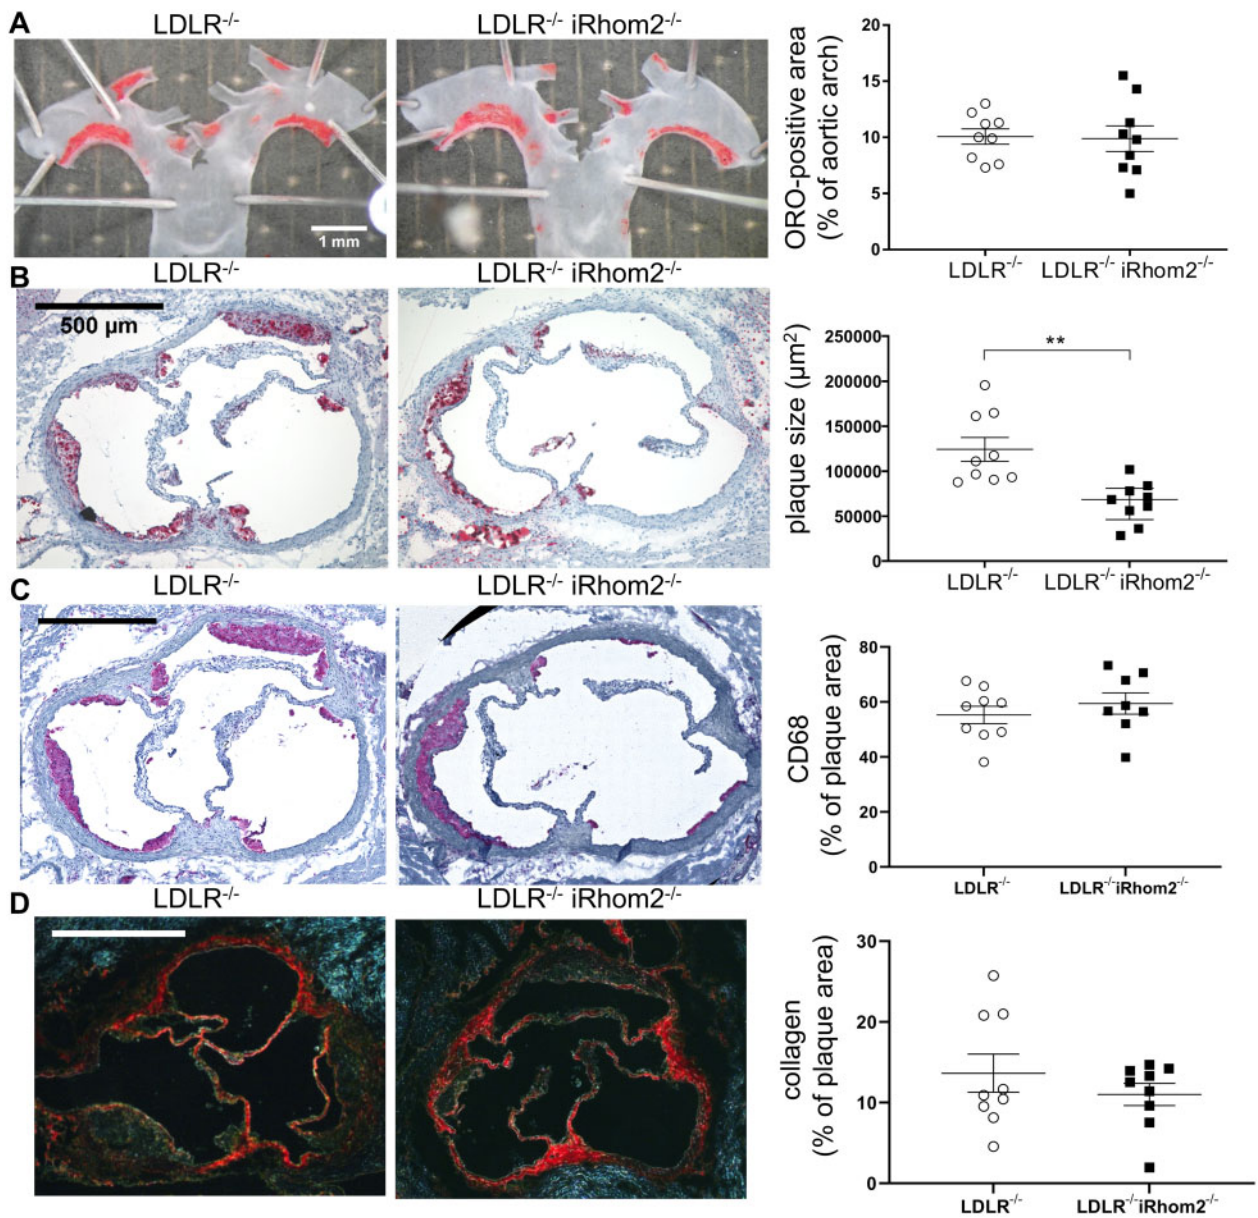 A
LDLR-/-
LDLR-/- iRhom2-/-
1 mm
ORO-positive area
(% of aortic arch)
20
15
10
5
0
LDLR-/- LDLR-/- iRhom2-/-
B
LDLR-/-
LDLR-/- iRhom2-/-
500 µm
plaque size (µm²)
250000
200000
150000
100000
50000
0
**
LDLR-/- LDLR-/- iRhom2-/-
C
LDLR-/-
LDLR-/- iRhom2-/-
CD68
(% of plaque area)
80
60
40
20
0
LDLR-/- LDLR-/-iRhom2-/-
D
LDLR-/-
LDLR-/- iRhom2-/-
collagen
(% of plaque area)
30
20
10
0
LDLR-/- LDLR-/-iRhom2-/-